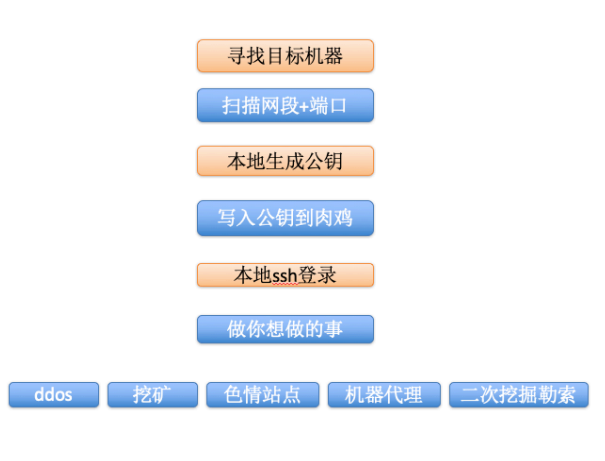 寻找目标机器
扫描网段+端口
本地生成公钥
写入公钥到肉鸡
本地ssh登录
做你想做的事
ddos 挖矿 色情站点 机器代理 二次挖掘勒索